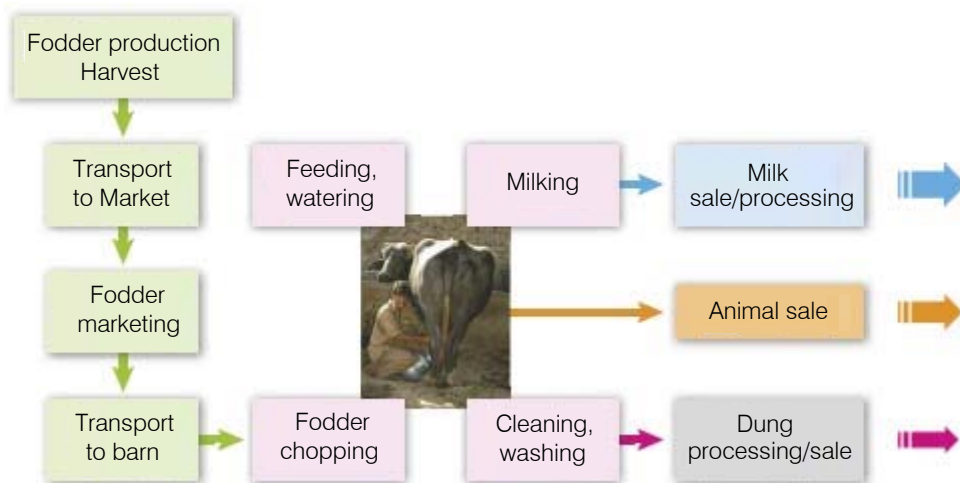 Fodder production
Harvest
Transport
to Market
Feeding,
watering
Milking
Milk
sale/processing
Fodder
marketing
Animal sale
Transport
to barn
Fodder
chopping
Cleaning,
washing
Dung
processing/sale